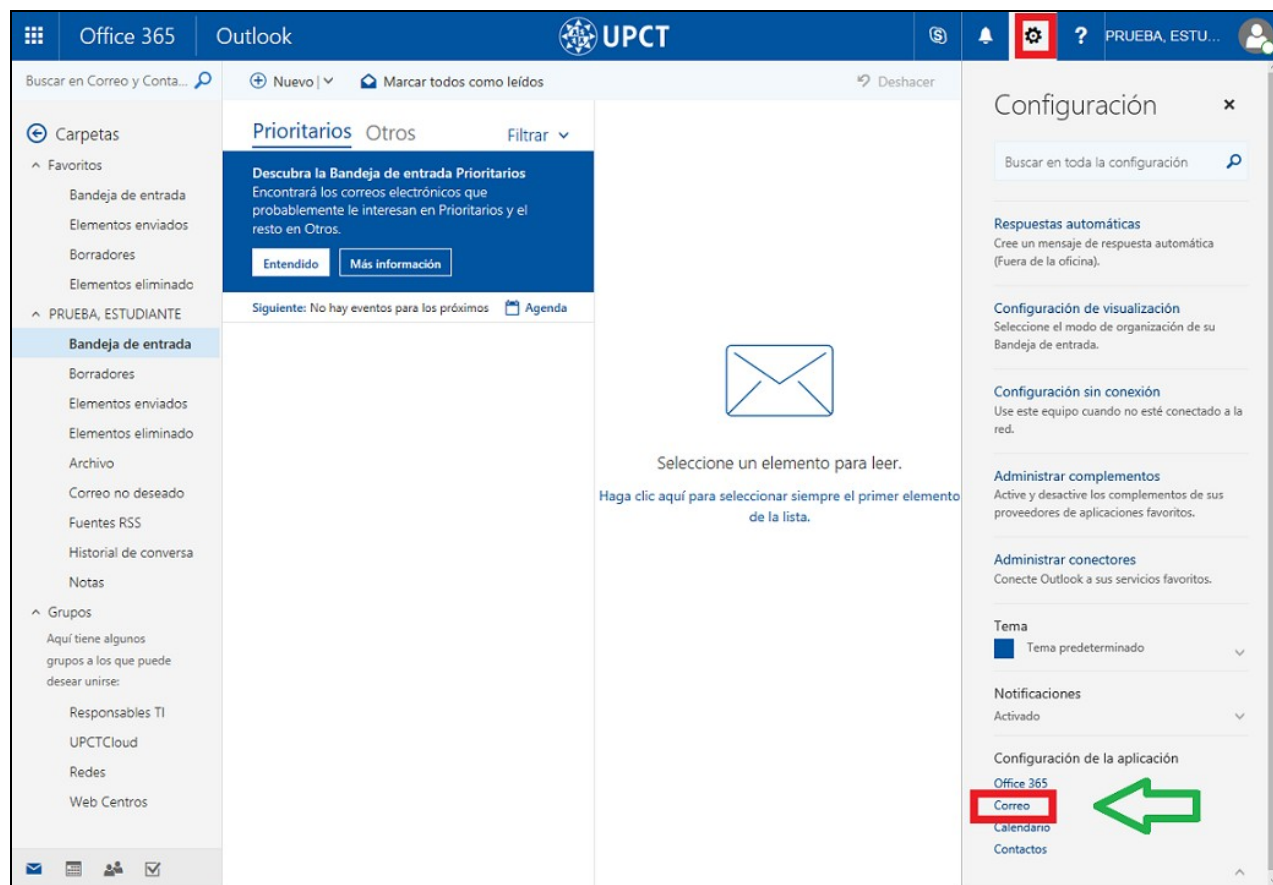 Office 365
Outlook
UPCT
?
PRUEBA, ESTU...
Buscar en Correo y Conta...
Nuevo
Marcar todos como leídos
Deshacer
Carpetas
Favoritos
Bandeja de entrada
Elementos enviados
Borradores
Elementos eliminado
PRUEBA, ESTUDIANTE
Bandeja de entrada
Borradores
Elementos enviados
Elementos eliminado
Archivo
Correo no deseado
Fuentes RSS
Historial de conversa
Notas
Grupos
Aquí tiene algunos
grupos a los que puede
desear unirse:
Responsables TI
UPCTCloud
Redes
Web Centros
Prioritarios Otros
Filtrar
Descubra la Bandeja de entrada Prioritarios
Encontrará los correos electrónicos que
probablemente le interesan en Prioritarios y el
resto en Otros.
Entendido
Más información
Siguiente: No hay eventos para los próximos
Agenda
Seleccione un elemento para leer.
Haga clic aquí para seleccionar siempre el primer elemento
de la lista.
Configuración
×
Buscar en toda la configuración
Respuestas automáticas
Cree un mensaje de respuesta automática
(Fuera de la oficina).
Configuración de visualización
Seleccione el modo de organización de su
Bandeja de entrada.
Configuración sin conexión
Use este equipo cuando no esté conectado a la
red.
Administrar complementos
Active y desactive los complementos de sus
proveedores de aplicaciones favoritos.
Administrar conectores
Conecte Outlook a sus servicios favoritos.
Tema
Tema predeterminado
Notificaciones
Activado
Configuración de la aplicación
Office 365
Correo
Calendario
Contactos